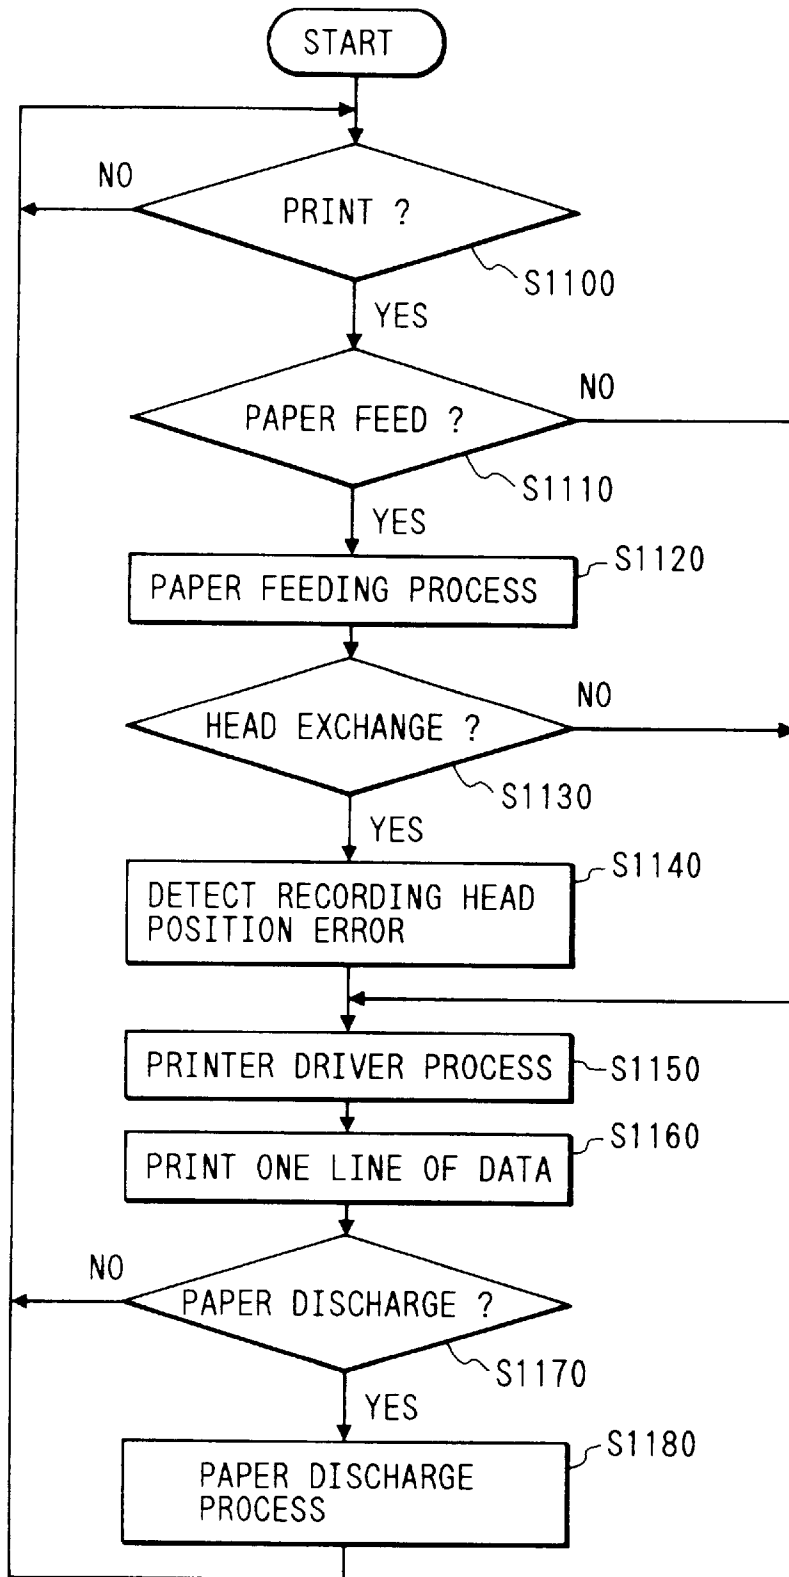 START
NO
PRINT ?
S1100
YES
NO
PAPER FEED ?
S1110
YES
S1120
PAPER FEEDING PROCESS
NO
HEAD EXCHANGE ?
S1130
YES
S1140
DETECT RECORDING HEAD
POSITION ERROR
PRINTER DRIVER PROCESS
S1150
S1160
PRINT ONE LINE OF DATA
NO
PAPER DISCHARGE ?
S1170
YES
S1180
PAPER DISCHARGE
PROCESS